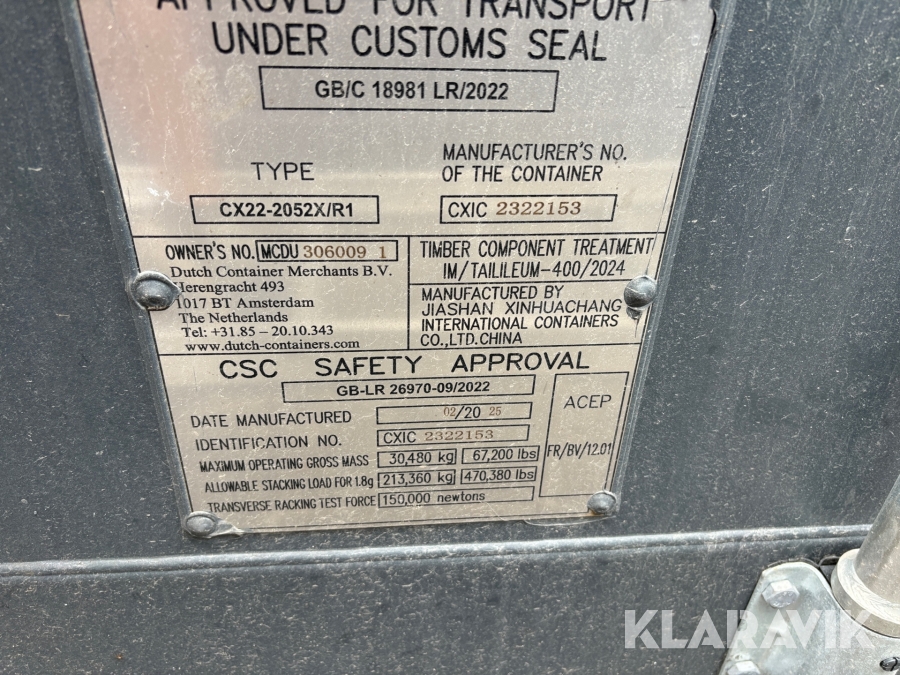 APPROVED FOR TRANSPORT
UNDER CUSTOMS SEAL
GB/C 18981 LR/2022
TYPE
CX22-2052X/R1
MANUFACTURER'S NO.
OF THE CONTAINER
CXIC 2322153
OWNER'S NO. MCDU 306009 1
Dutch Container Merchants B.V.
Herengracht 493
1017 BT Amsterdam
The Netherlands
Tel: +31.85 - 20.10.343
www.dutch-containers.com
TIMBER COMPONENT TREATMENT
IM/TAILILEUM-400/2024
MANUFACTURED BY
JIASHAN XINHUACHANG
INTERNATIONAL CONTAINERS
CO.,LTD.CHINA
CSC SAFETY APPROVAL
GB-LR 26970-09/2022
DATE MANUFACTURED 02/20 25
IDENTIFICATION NO. CXIC 2322153
MAXIMUM OPERATING GROSS MASS 30,480 kg 67,200 lbs
ALLOWABLE STACKING LOAD FOR 1.8g 213,360 kg 470,380 lbs
TRANSVERSE RACKING TEST FORCE 150,000 newtons
ACEP
FR/BV/12.01
KLARAVIK